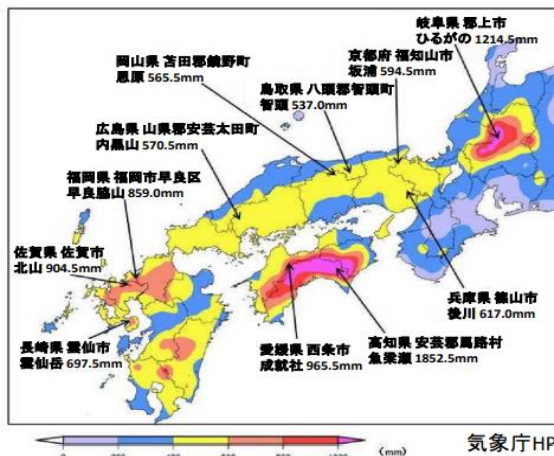 岐阜県 郡上市
ひるがの 1214.5mm
岡山県 苫田郡鏡野町
恩原 565.5mm
京都府 福知山市
坂浦 594.5mm
鳥取県 八頭郡智頭町
智頭 537.0mm
広島県 山県郡安芸太田町
内黒山 570.5mm
福岡県 福岡市早良区
早良脇山 859.0mm
佐賀県 佐賀市
北山 904.5mm
長崎県 雲仙市
雲仙岳 697.5mm
愛媛県 西条市
成就社 965.5mm
高知県 安芸郡馬路村
魚梁瀬 1852.5mm
兵庫県 篠山市
後川 617.0mm
(mm)
気象庁HP